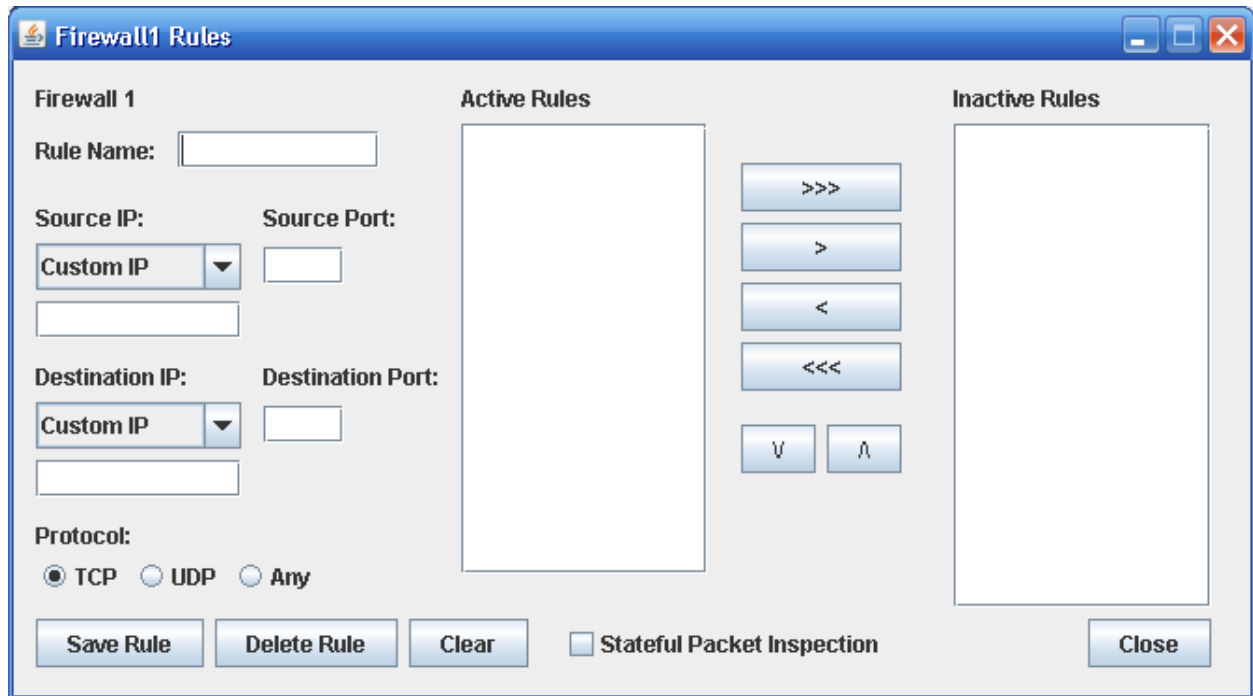 Firewall1 Rules
Firewall 1
Rule Name:
Source IP:
Source Port:
Custom IP
Destination IP:
Destination Port:
Custom IP
Protocol:
TCP
UDP
Any
Save Rule
Delete Rule
Clear
Active Rules
>>>
>
<
<<<
V
Λ
Inactive Rules
Stateful Packet Inspection
Close